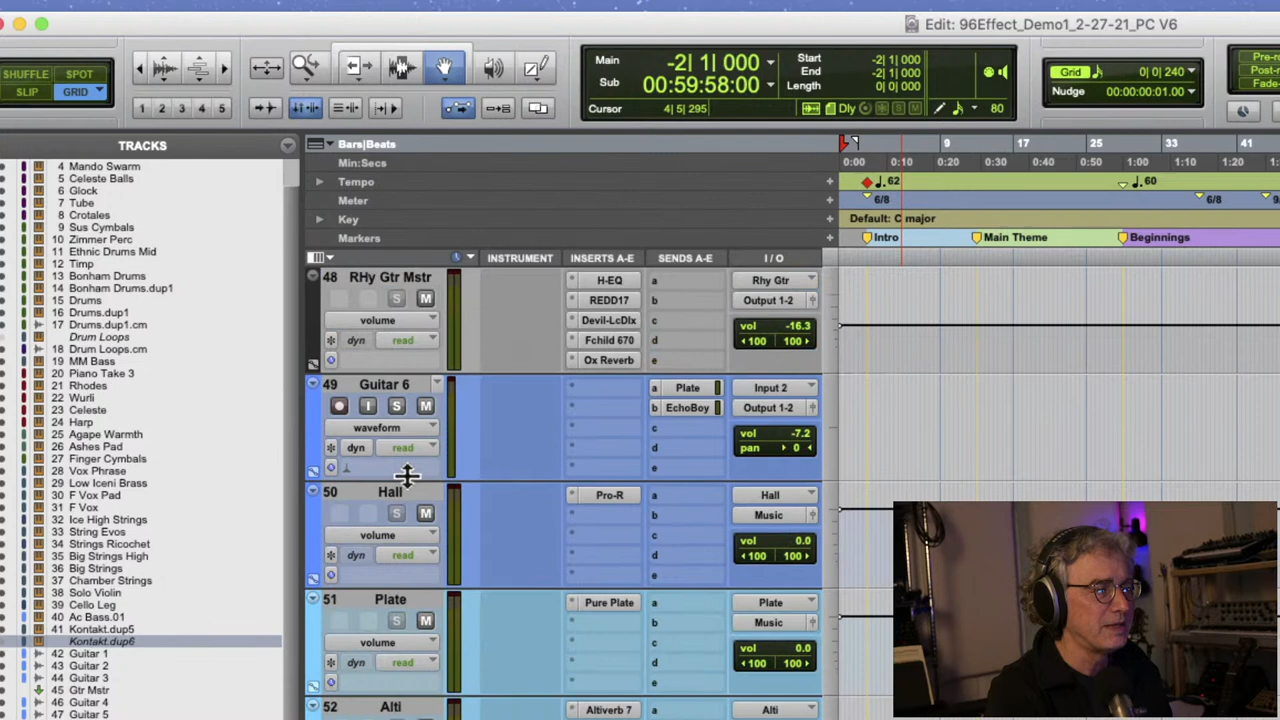 Edit: 96Effect_Demo1_2-27-21_PC V6
SHUFFLE SPOT
SLIP GRID
1 2 3 4 5
Main -2| 1| 000
Sub 00:59:58:00
Cursor 4| 5| 295
Start -2| 1| 000
End -2| 1| 000
Length 0| 0| 000
Dly S M 80
Grid 0| 0| 240
Nudge 00:00:00:01.00
Pre-ro
Post-r
Fade-
TRACKS
4 Mando Swarm
5 Celeste Balls
6 Glock
7 Tube
8 Crotales
9 Sus Cymbals
10 Zimmer Perc
11 Ethnic Drums Mid
12 Timp
13 Bonham Drums
14 Bonham Drums.dup1
15 Drums
16 Drums.dup1
17 Drums.dup1.cm
Drum Loops
18 Drum Loops.cm
19 MM Bass
20 Piano Take 3
21 Rhodes
22 Wurli
23 Celeste
24 Harp
25 Agape Warmth
26 Ashes Pad
27 Finger Cymbals
28 Vox Phrase
29 Low Iceni Brass
30 F Vox Pad
31 F Vox
32 Ice High Strings
33 String Evos
34 Strings Ricochet
35 Big Strings High
36 Big Strings
37 Chamber Strings
38 Solo Violin
39 Cello Leg
40 Ac Bass.01
41 Kontakt.dup5
Kontakt.dup6
42 Guitar 1
43 Guitar 2
44 Guitar 3
45 Gtr Mstr
46 Guitar 4
47 Guitar 5
Bars|Beats 9 17 25 33 41
Min:Secs 0:00 0:10 0:20 0:30 0:40 0:50 1:00 1:10 1:20
Tempo 62 60
Meter 6/8 6/8
Key Default: C major
Markers Intro Main Theme Beginnings
INSTRUMENT INSERTS A-E SENDS A-E I / O
48 RHy Gtr Mstr
S M
volume
dyn read
H-EQ
REDD17
Devil-LcDlx
Fchild 670
Ox Reverb
a
b
c
d
e
Rhy Gtr
Output 1-2
vol -16.3
100 100
49 Guitar 6
I S M
waveform
dyn read
a Plate
b EchoBoy
c
d
e
Input 2
Output 1-2
vol -7.2
pan 0
50 Hall
S M
volume
dyn read
Pro-R
a
b
c
d
e
Hall
Music
vol 0.0
100 100
51 Plate
S M
volume
dyn read
Pure Plate
a
b
c
d
e
Plate
Music
vol 0.0
100 100
52 Alti
Altiverb 7
a
Alti